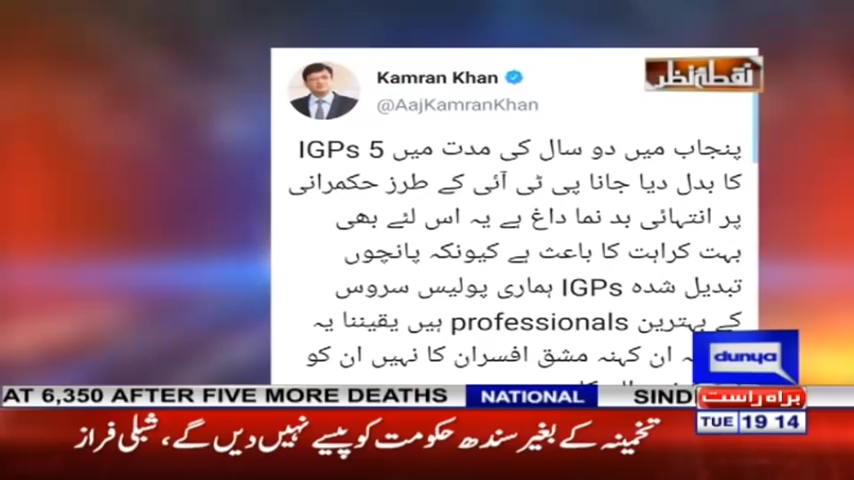 Kamran Khan
@AajKamranKhan
نقطۂ نظر
پنجاب میں دو سال کی مدت میں 5 IGPs
کا بدل دیا جانا پی ٹی آئی کے طرز حکمرانی
پر انتہائی بد نما داغ ہے یہ اس لئے بھی
بہت کراہت کا باعث ہے کیونکہ پانچوں
تبدیل شدہ IGPs ہماری پولیس سروس
کے بہترین professionals ہیں یقیننا یہ
ان کہنہ مشق افسران کا نہیں ان کو
dunya
AT 6,350 AFTER FIVE MORE DEATHS NATIONAL SIND
براہ راست
TUE 19 14
تخمینہ کے بغیر سندھ حکومت کو پیسے نہیں دیں گے، شبلی فراز